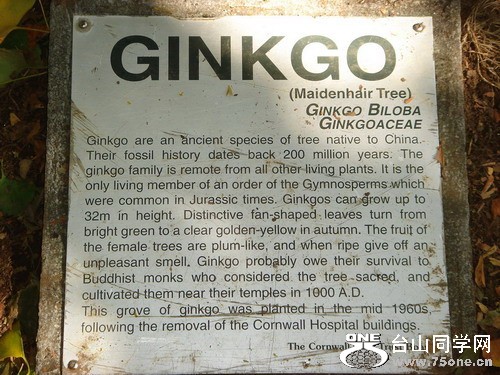 GINKGO
(Maidenhair Tree)
GINKGO BILOBA
GINKGOACEAE
Ginkgo are an ancient species of tree native to China.
Their fossil history dates back 200 million years. The
ginkgo family is remote from all other living plants. It is the
only living member of an order of the Gymnosperms which
were common in Jurassic times. Ginkgos can grow up to
32m in height. Distinctive fan-shaped leaves turn from
bright green to a clear golden-yellow in autumn. The fruit of
the female trees are plum-like, and when ripe give off an
unpleasant smell. Ginkgo probably owe their survival to
Buddhist monks who considered the tree sacred, and
cultivated them near their temples in 1000 A.D.
This grove of ginkgo was planted in the mid 1960s,
following the removal of the Cornwall Hospital buildings.
The Cornwall
ONE 台山同学网
www.75one.cn